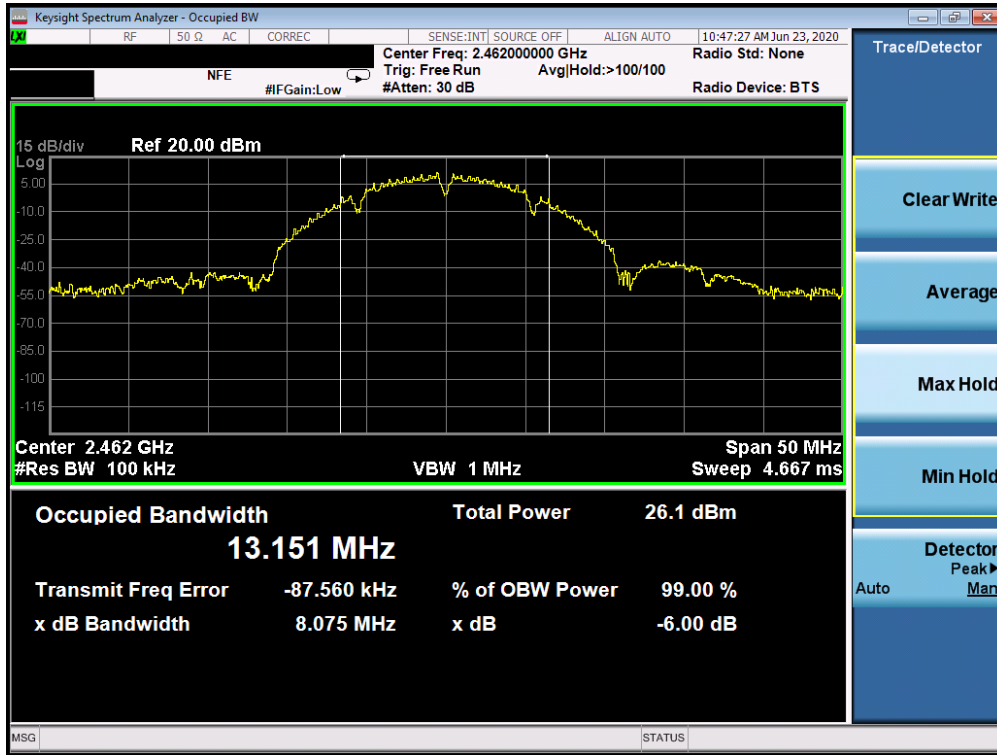 Keysight Spectrum Analyzer - Occupied BW
LXI RF 50 Ω AC CORREC SENSE:INT SOURCE OFF ALIGN AUTO 10:47:27 AM Jun 23, 2020
Center Freq: 2.462000000 GHz Radio Std: None
NFE Trig: Free Run Avg|Hold:>100/100
#IFGain:Low #Atten: 30 dB Radio Device: BTS
Trace/Detector
15 dB/div Ref 20.00 dBm
Log
5.00
-10.0
-25.0
-40.0
-55.0
-70.0
-85.0
-100
-115
Center 2.462 GHz Span 50 MHz
#Res BW 100 kHz VBW 1 MHz Sweep 4.667 ms
Occupied Bandwidth Total Power 26.1 dBm
13.151 MHz
Transmit Freq Error -87.560 kHz % of OBW Power 99.00 %
x dB Bandwidth 8.075 MHz x dB -6.00 dB
Clear Write
Average
Max Hold
Min Hold
Detector
Peak▶
Auto Man
MSG STATUS